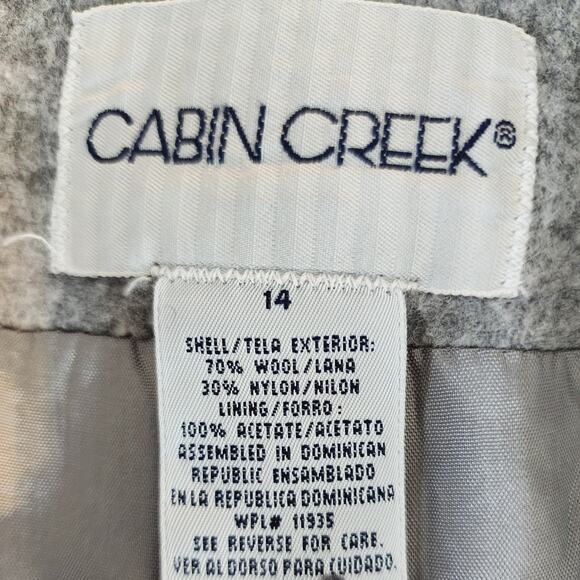 CABIN CREEK®
14
SHELL/TELA EXTERIOR:
70% WOOL/LANA
30% NYLON/NILON
LINING/FORRO:
100% ACETATE/ACETATO
ASSEMBLED IN DOMINICAN
REPUBLIC ENSAMBLADO
EN LA REPUBLICA DOMINICANA
WPL# 11935
SEE REVERSE FOR CARE.
VER AL DORSO PARA CUIDADO.